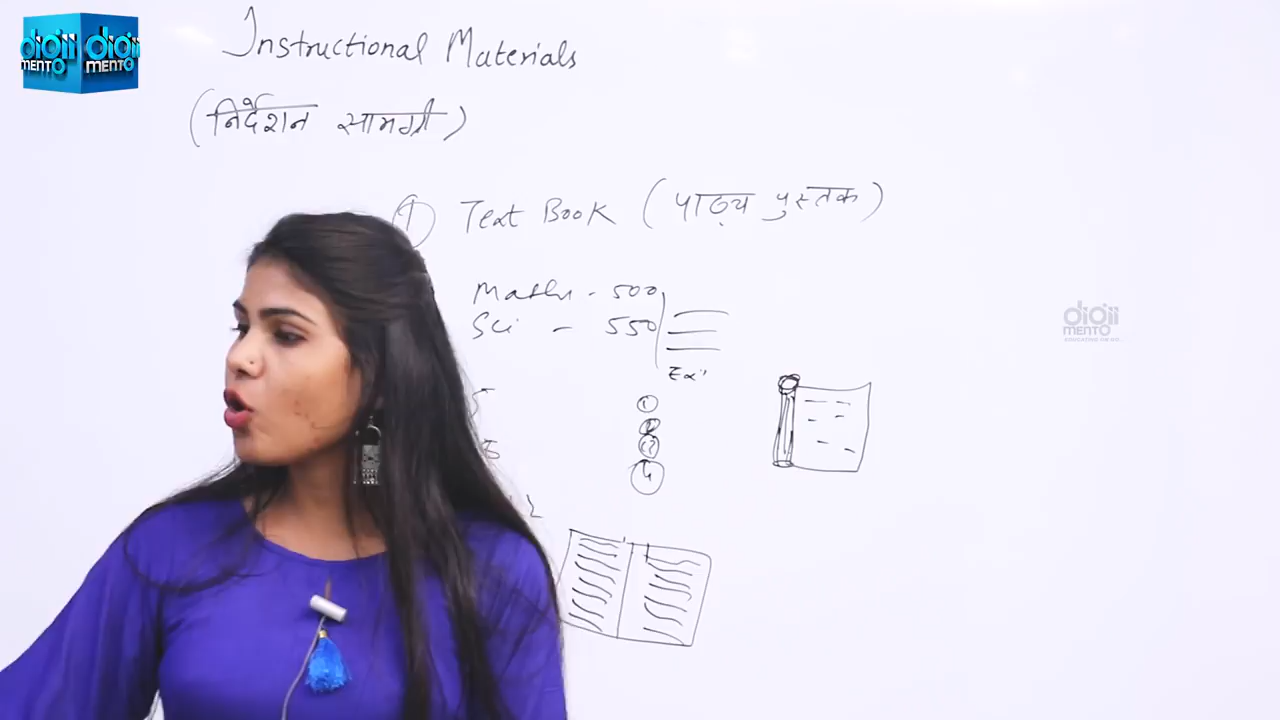 digii digii
MENTO MENTO
Instructional Materials
(निर्देशन सामग्री)
① Text Book (पाठ्य पुस्तक)
Maths - 500
Sci - 550
Ex"
①
②
③
④
digii
MENTO